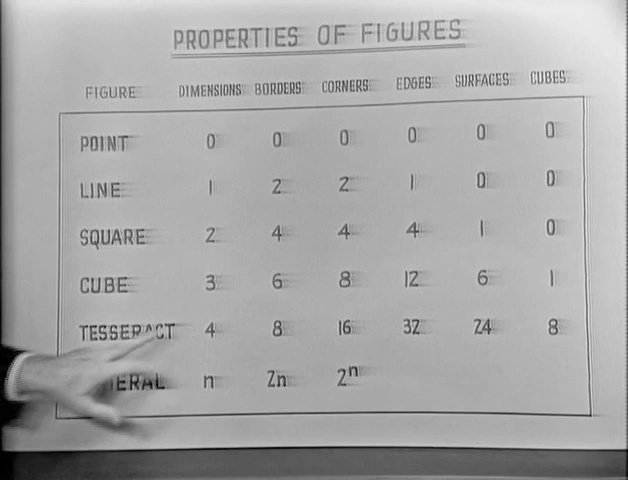 PROPERTIES OF FIGURES
FIGURE DIMENSIONS BORDERS CORNERS EDGES SURFACES CUBES
POINT 0 0 0 0 0 0
LINE 1 2 2 1 0 0
SQUARE 2 4 4 4 1 0
CUBE 3 6 8 12 6 1
TESSERACT 4 8 16 32 24 8
ERAL n 2n 2ⁿ